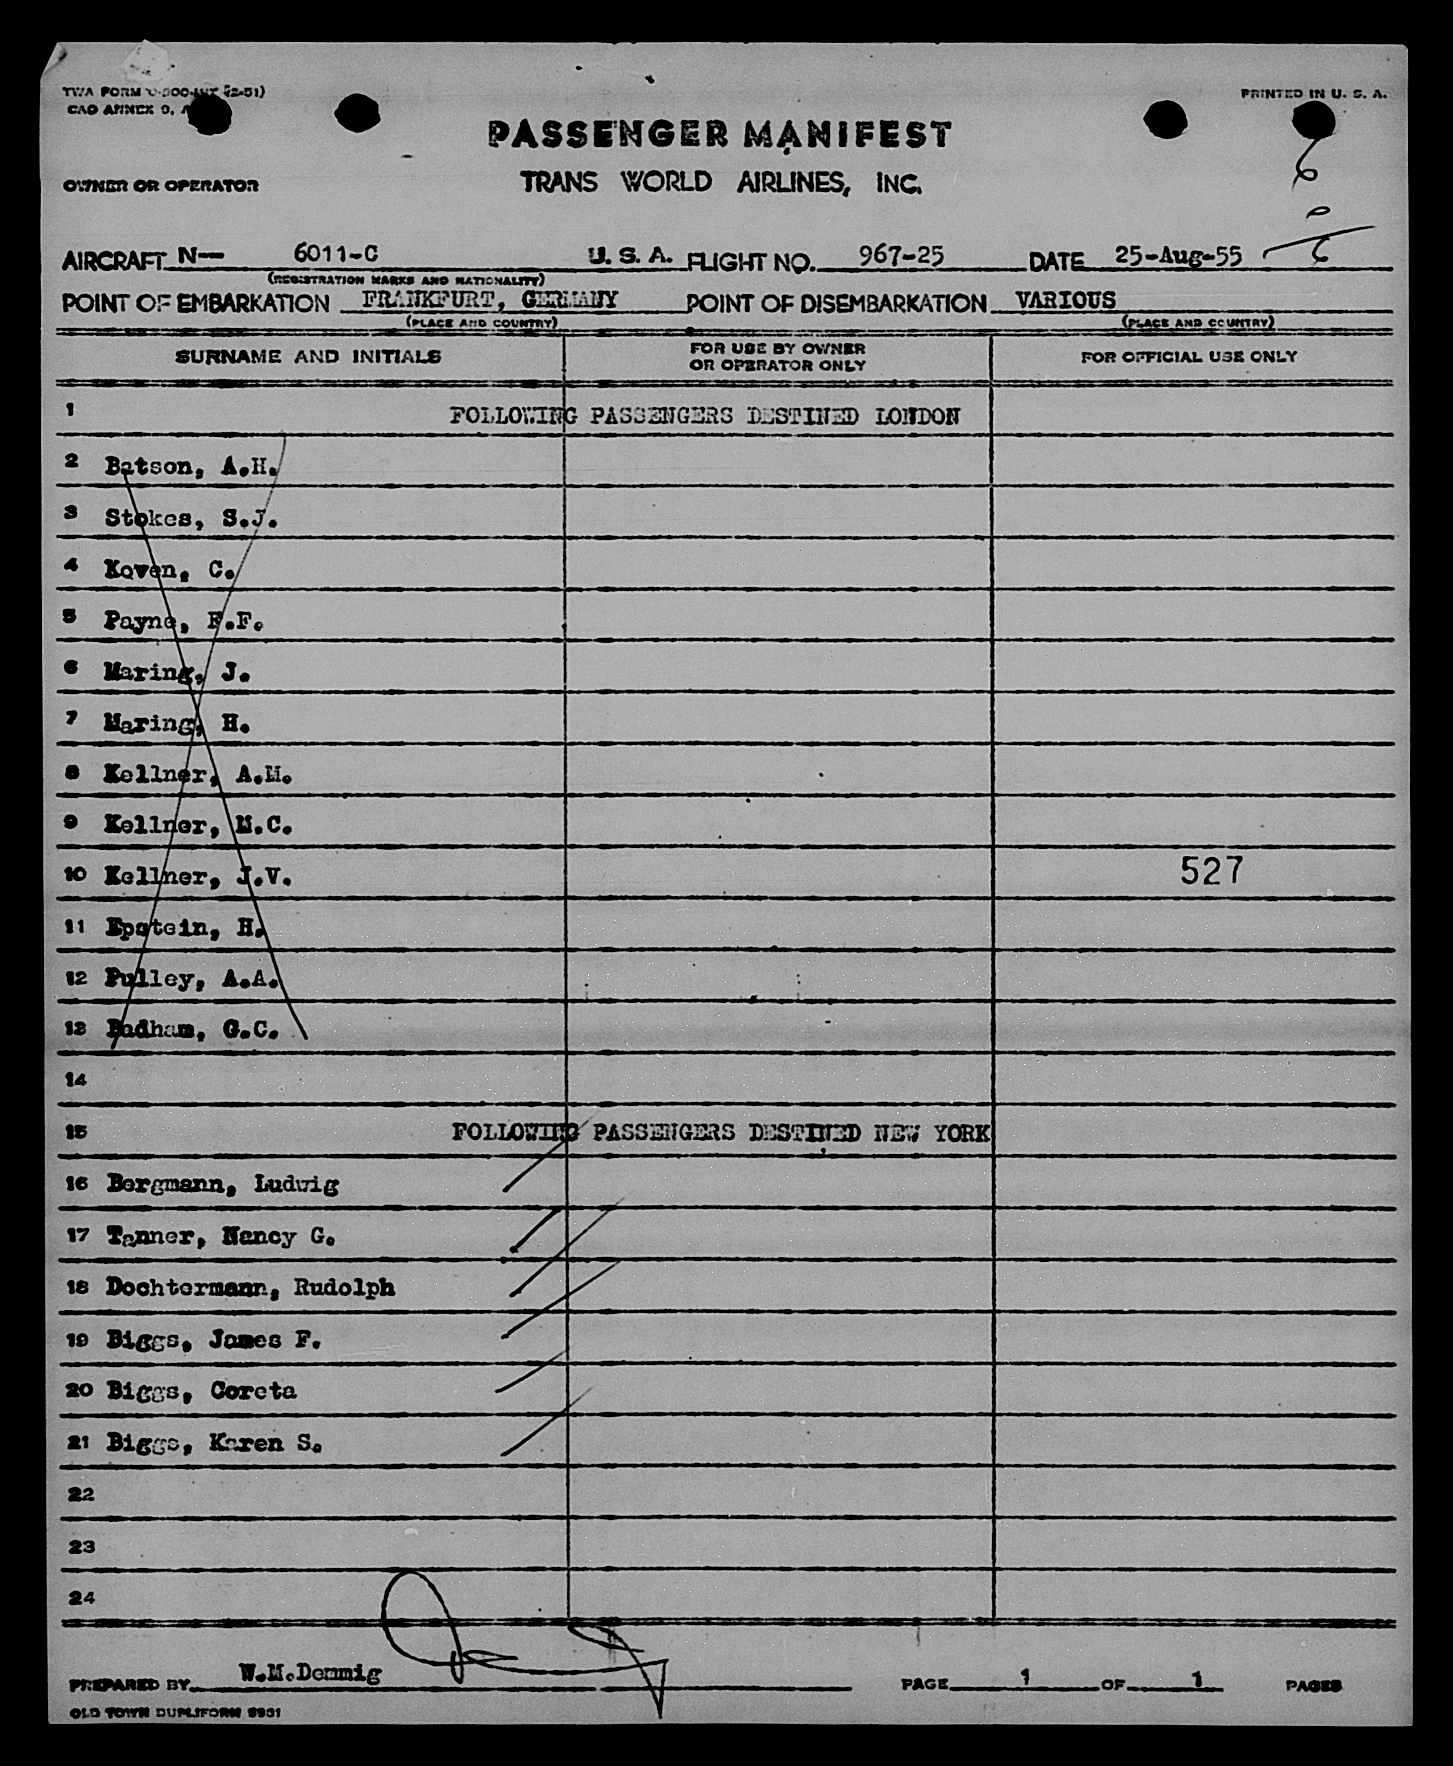 TWA FORM
PRINTED IN U. S. A.
CAO ANNEX 9,
PASSENGER MANIFEST
OWNER OR OPERATOR
TRANS WORLD AIRLINES, INC.
AIRCRAFT N— 6011-C U. S. A. FLIGHT NO. 967-25 DATE 25-Aug-55
(REGISTRATION MARKS AND NATIONALITY)
POINT OF EMBARKATION FRANKFURT, GERMANY POINT OF DISEMBARKATION VARIOUS
(PLACE AND COUNTRY) (PLACE AND COUNTRY)
SURNAME AND INITIALS FOR USE BY OWNER OR OPERATOR ONLY FOR OFFICIAL USE ONLY
1 FOLLOWING PASSENGERS DESTINED LONDON
2 Batson, A.H.
3 Stokes, S.J.
4 Koven, C.
5 Payne, F.F.
6 Maring, J.
7 Maring, H.
8 Kellner, A.M.
9 Kellner, M.C.
10 Kellner, J.V. 527
11 Epstein, H.
12 Pulley, A.A.
13 Badham, G.C.
14
15 FOLLOWING PASSENGERS DESTINED NEW YORK
16 Bergmann, Ludwig
17 Tanner, Nancy G.
18 Dochtermann, Rudolph
19 Biggs, James F.
20 Biggs, Coreta
21 Biggs, Karen S.
22
23
24
PREPARED BY W.M.Demmig PAGE 1 OF 1 PAGES
OLD TOWN DUPLIFORM